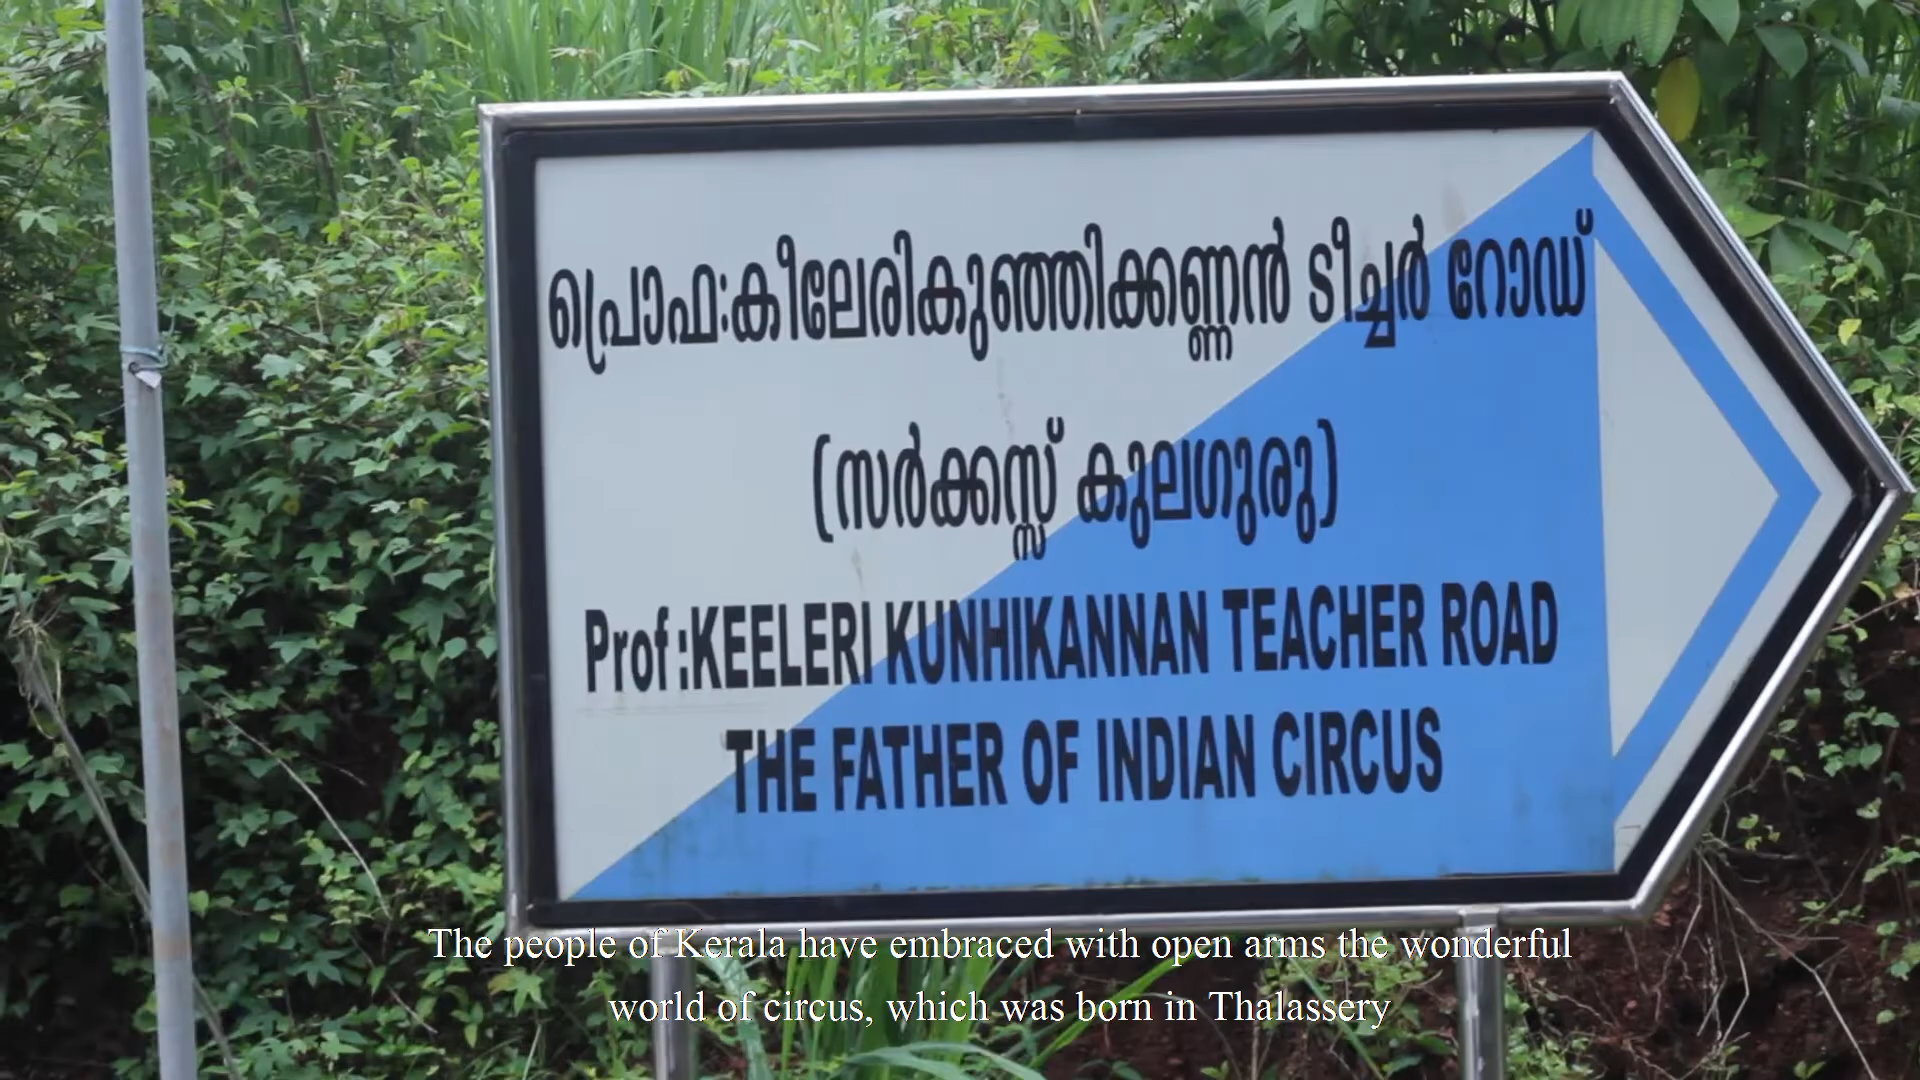 പ്രൊഫ:കീലേരികുഞ്ഞിക്കണ്ണൻ ടീച്ചർ റോഡ്
(സർക്കസ്സ് കുലഗുരു)
Prof:KEELERI KUNHIKANNAN TEACHER ROAD
THE FATHER OF INDIAN CIRCUS
The people of Kerala have embraced with open arms the wonderful
world of circus, which was born in Thalassery